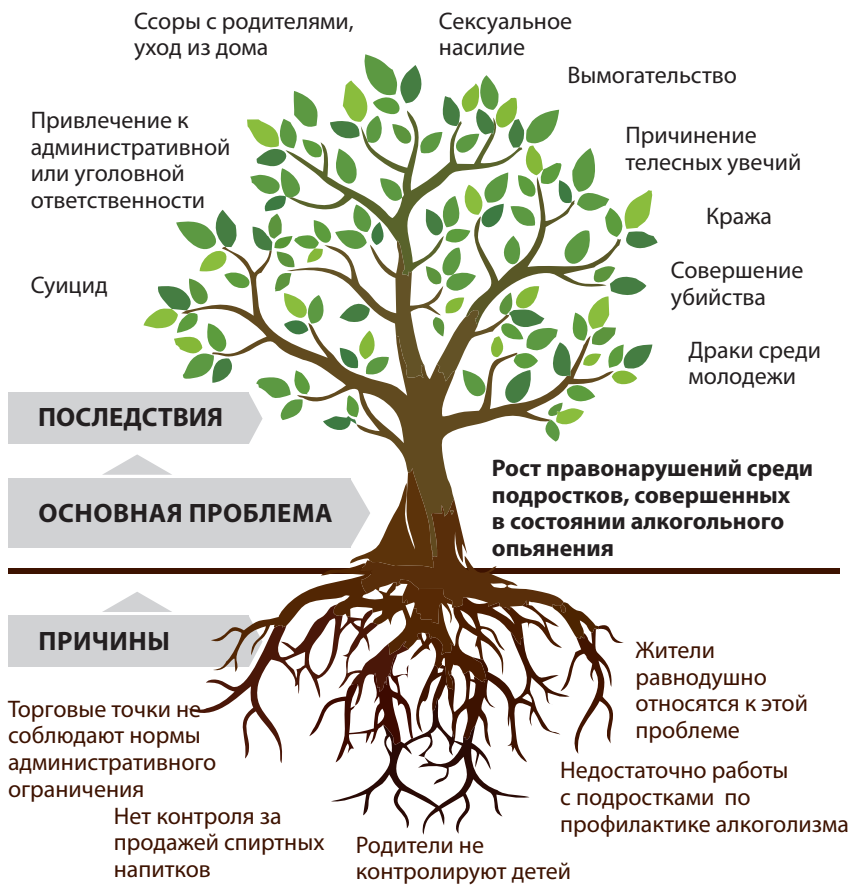 Ссоры с родителями,
уход из дома
Сексуальное
насилие
Вымогательство
Привлечение к
административной
или уголовной
ответственности
Причинение
телесных увечий
Кража
Суицид
Совершение
убийства
Драки среди
молодежи
ПОСЛЕДСТВИЯ
ОСНОВНАЯ ПРОБЛЕМА
Рост правонарушений среди
подростков, совершенных
в состоянии алкогольного
опьянения
ПРИЧИНЫ
Жители
равнодушно
относятся к этой
проблеме
Торговые точки не
соблюдают нормы
административного
ограничения
Недостаточно работы
с подростками по
профилактике алкоголизма
Нет контроля за
продажей спиртных
напитков
Родители не
контролируют детей